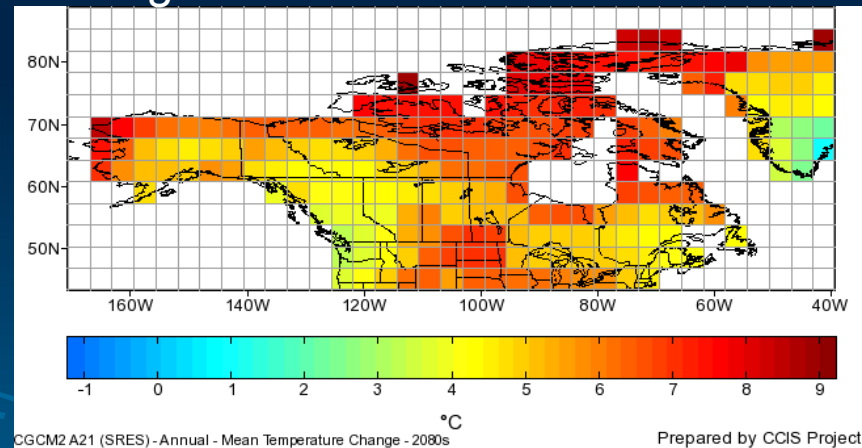 80N
70N
60N
50N
160W 140W 120W 100W 80W 60W 40W
-1 0 1 2 3 4 5 6 7 8 9
°C
CGCM2 A21 (SRES) - Annual - Mean Temperature Change - 2080s
Prepared by CCIS Project